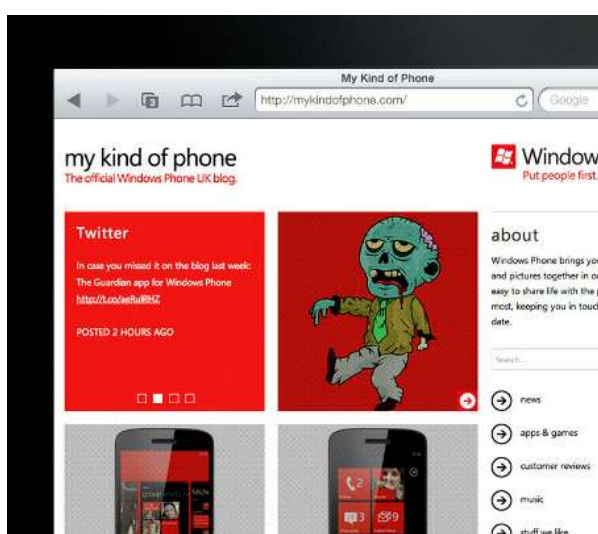 My Kind of Phone
http://mykindofphone.com/
Google
my kind of phone
The official Windows Phone UK blog.
Window
Put people first.
Twitter
In case you missed it on the blog last week:
The Guardian app for Windows Phone
POSTED 2 HOURS AGO
about
Windows Phone brings you
and pictures together in o
easy to share life with the p
most, keeping you in touc
date.
Search...
news
apps & games
customer reviews
music
stuff we like
2
3
9